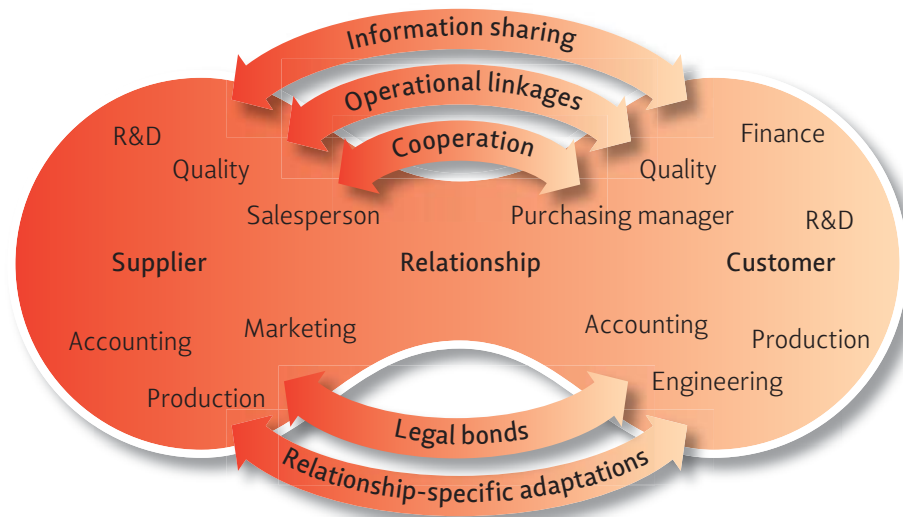 Information sharing
Operational linkages
Cooperation
R&D
Finance
Quality
Quality
Salesperson
Purchasing manager
R&D
Supplier
Relationship
Customer
Accounting
Marketing
Accounting
Production
Production
Engineering
Legal bonds
Relationship-specific adaptations